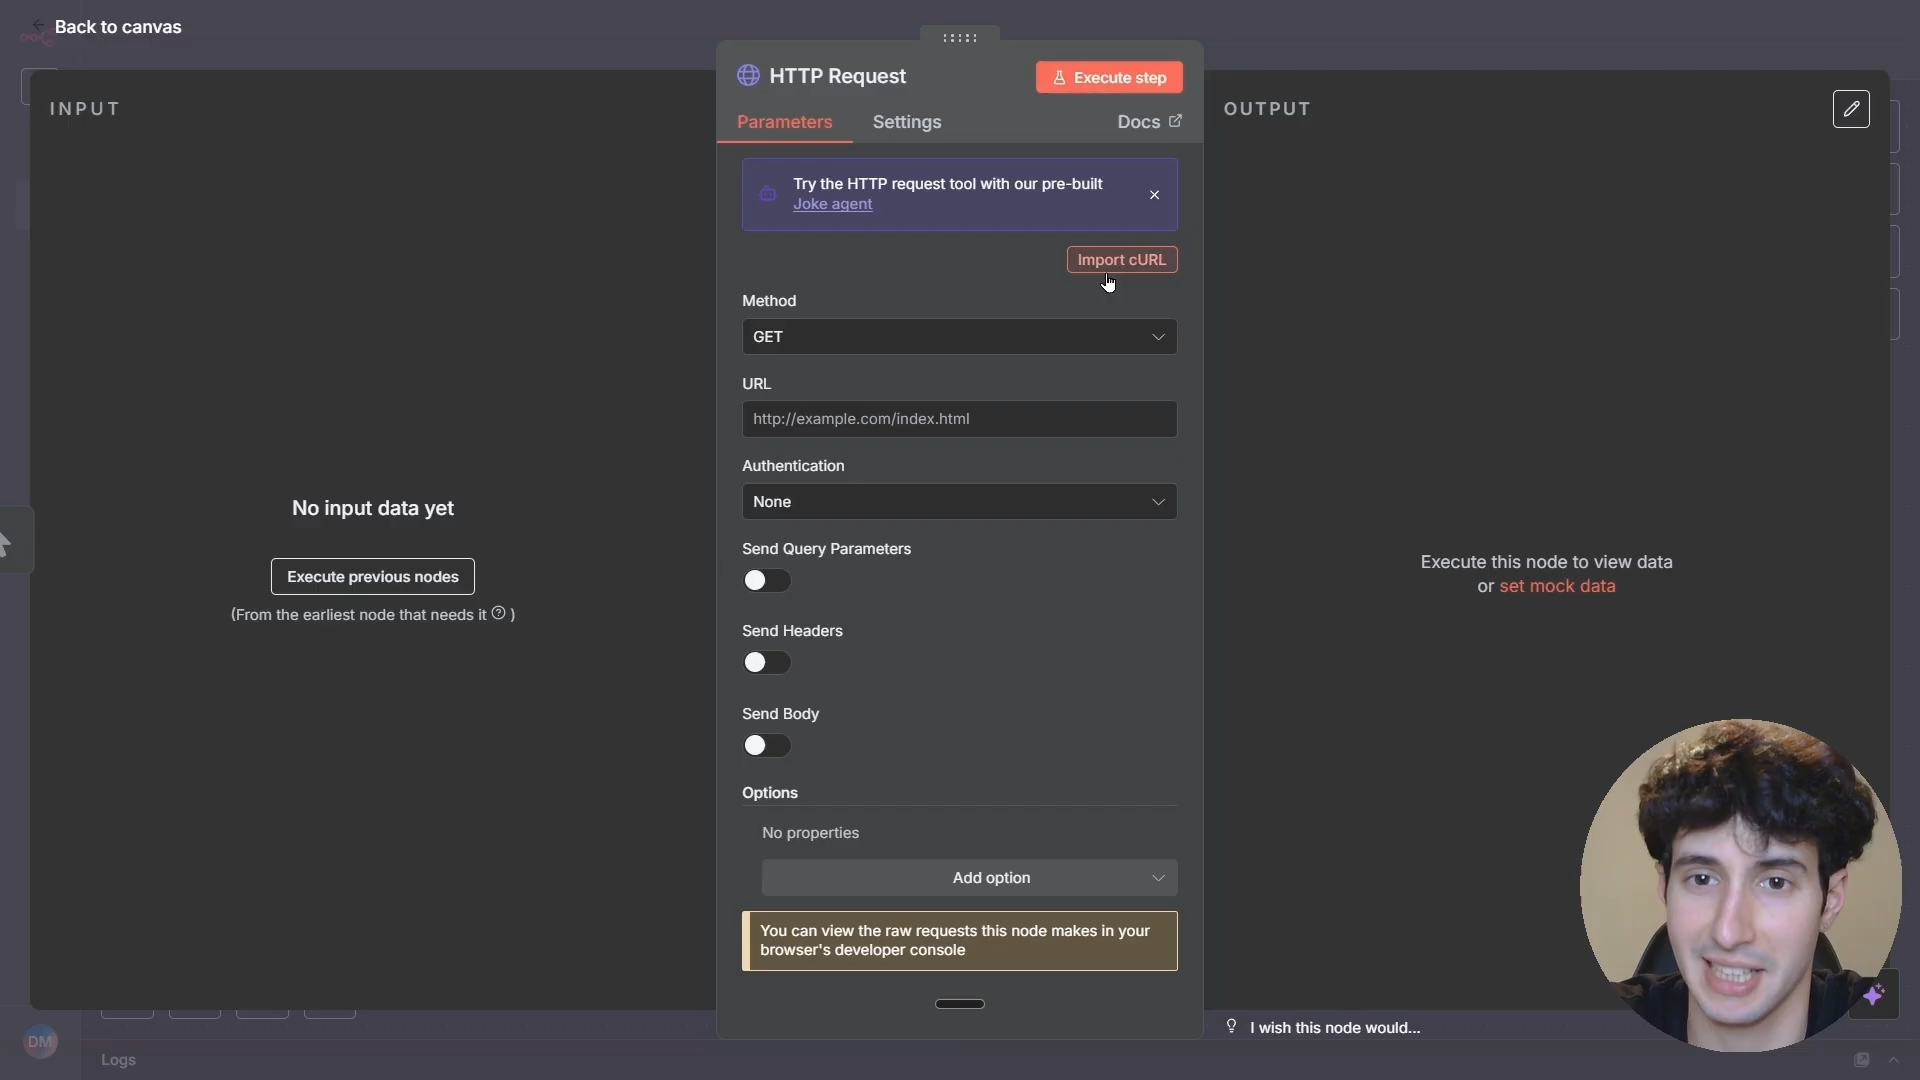 Back to canvas
INPUT
HTTP Request
Execute step
OUTPUT
Parameters
Settings
Docs
Try the HTTP request tool with our pre-built
Joke agent
Import cURL
Method
GET
URL
http://example.com/index.html
Authentication
None
No input data yet
Send Query Parameters
Execute previous nodes
(From the earliest node that needs it ? )
Execute this node to view data
or set mock data
Send Headers
Send Body
Options
No properties
Add option
You can view the raw requests this node makes in your
browser's developer console
I wish this node would...
DM
Logs